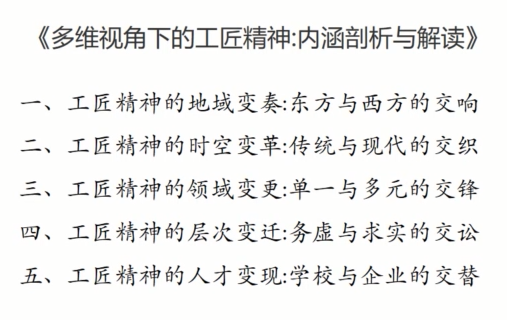 《多维视角下的工匠精神:内涵剖析与解读》
一、工匠精神的地域变奏:东方与西方的交响
二、工匠精神的时空变革:传统与现代的交织
三、工匠精神的领域变更:单一与多元的交锋
四、工匠精神的层次变迁:务虚与求实的交讼
五、工匠精神的人才变现:学校与企业的交替